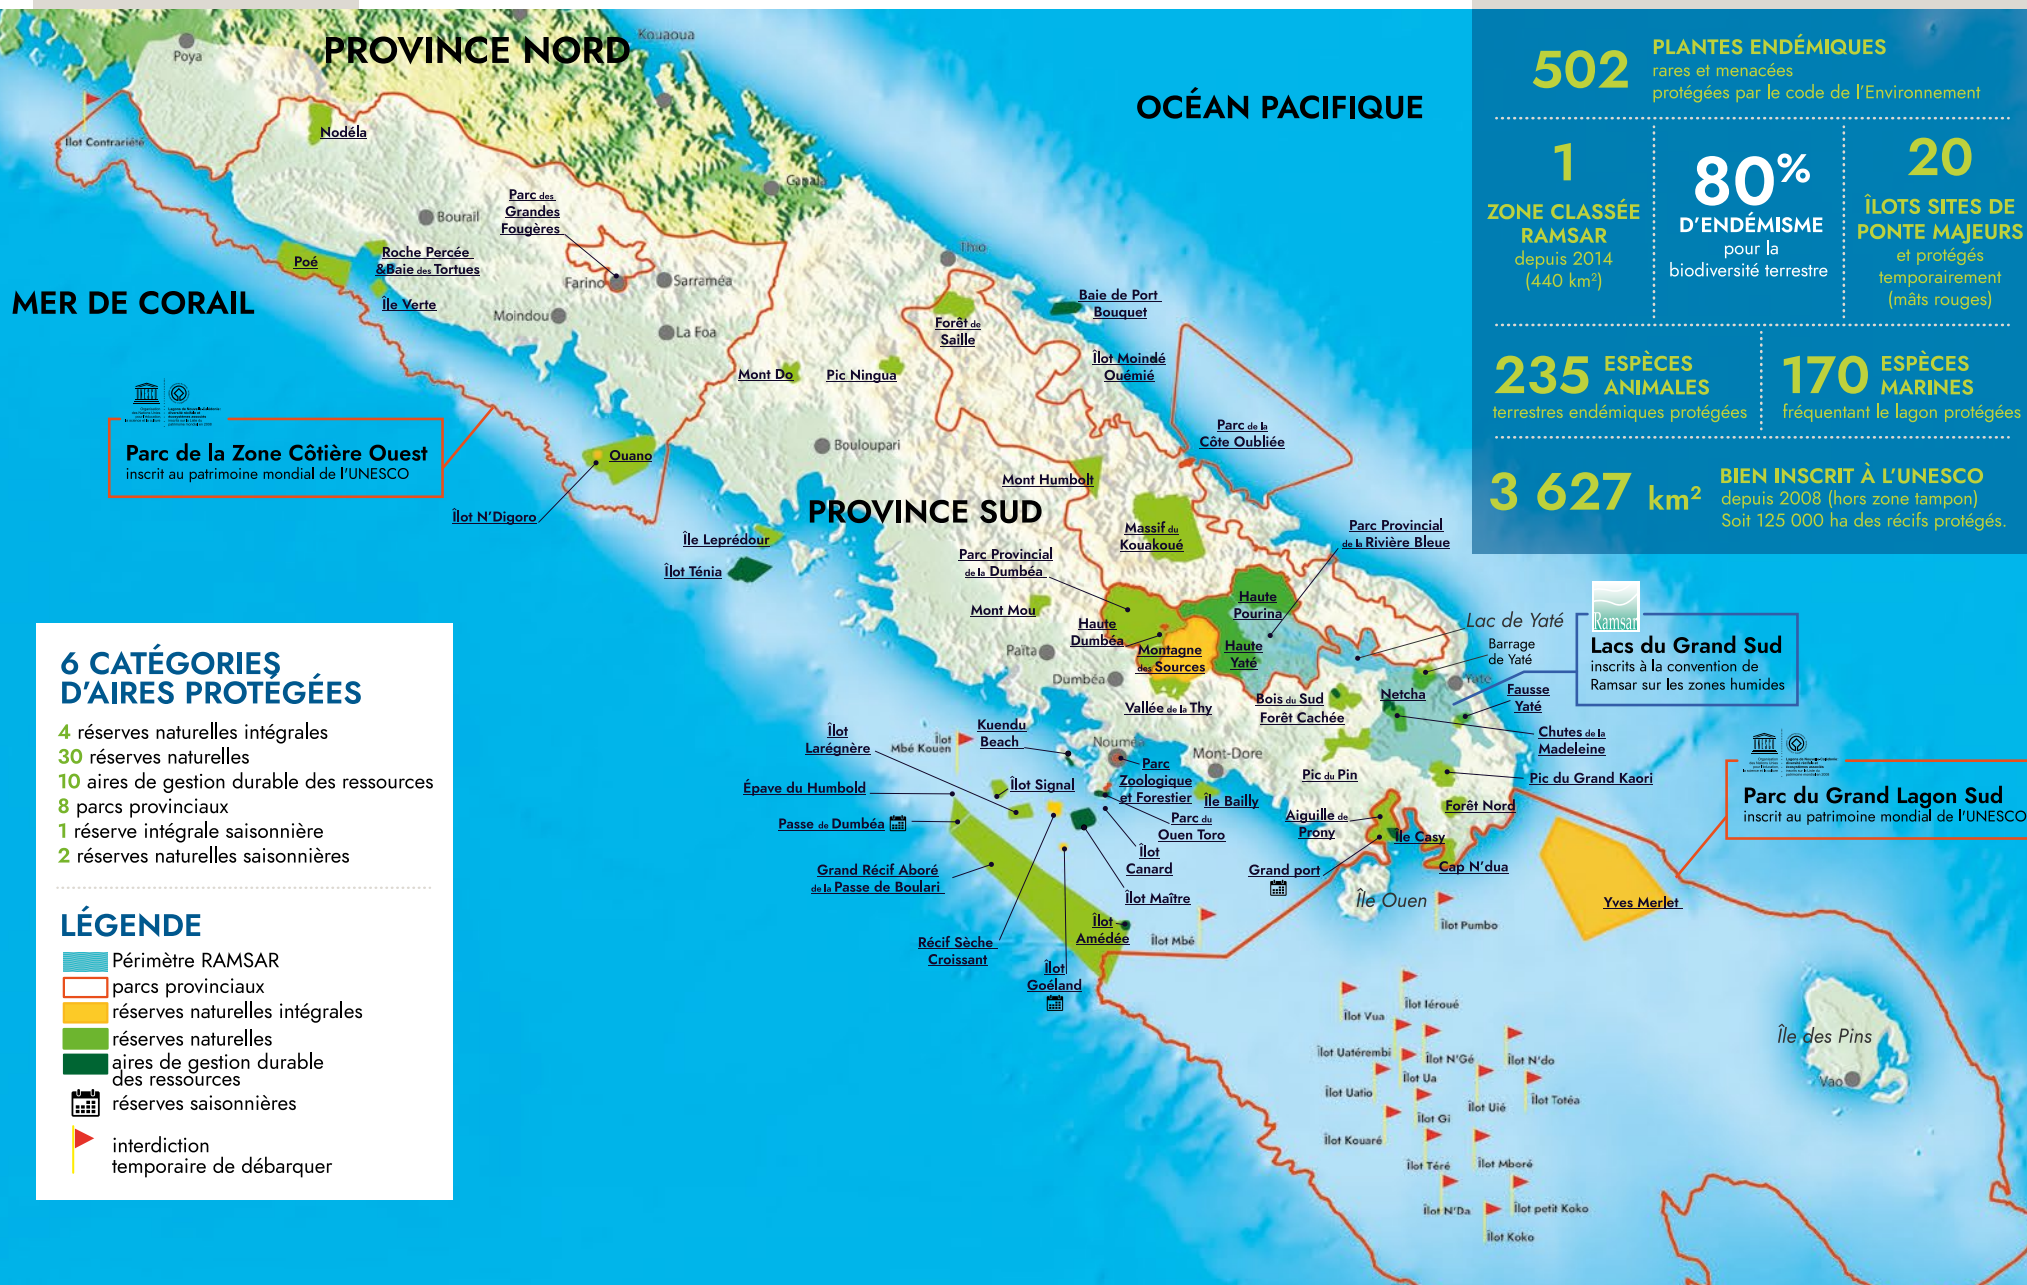 PROVINCE NORD
Kouaoua
Poya
OCÉAN PACIFIQUE
Îlot Contrariété
Nodéla
Canala
Parc des
Grandes
Fougères
Bourail
Thio
Roche Percée
&Baie des Tortues
Poé
Farino
Sarraméa
MER DE CORAIL
Île Verte
Moindou
La Foa
Baie de Port
Bouquet
Forêt de
Saille
Îlot Moindé
Ouémié
Mont Do
Pic Ningua
Parc de la
Côte Oubliée
Parc de la Zone Côtière Ouest
inscrit au patrimoine mondial de l'UNESCO
Ouano
Bouloupari
Mont Humbolt
Îlot N'Digoro
PROVINCE SUD
Île Leprédour
Massif du
Kouakoué
Parc Provincial
de la Rivière Bleue
Parc Provincial
de la Dumbéa
Îlot Ténia
Mont Mou
Haute
Pourina
Haute
Dumbéa
Lac de Yaté
Païta
Montagne
des Sources
Haute
Yaté
Barrage
de Yaté
Dumbéa
Yaté
Bois du Sud
Netcha
Fausse
Yaté
Vallée de la Thy
Forêt Cachée
Chutes de la
Madeleine
Îlot
Larégnère
Îlot
Mbé Kouen
Kuendu
Beach
Nouméa
Mont-Dore
Parc
Zoologique
et Forestier
Pic du Pin
Pic du Grand Kaori
Épave du Humbold
Îlot Signal
Île Bailly
Forêt Nord
Passe de Dumbéa
Parc du
Ouen Toro
Aiguille de
Prony
Île Casy
Îlot
Canard
Grand port
Cap N'dua
Grand Récif Aboré
de la Passe de Boulari
Îlot Maître
Île Ouen
Yves Merlet
Récif Sèche
Croissant
Îlot
Amédée
Îlot Mbé
Îlot Pumbo
Îlot
Goéland
Îlot Vua
Îlot Iéroué
Îlot Uatérembi
Îlot N'Gé
Îlot N'do
Îlot Ua
Îlot Uatio
Îlot Uié
Îlot Totéa
Îlot Gi
Îlot Kouaré
Îlot Téré
Îlot Mboré
Îlot N'Da
Îlot petit Koko
Îlot Koko
Île des Pins
Vao
502 PLANTES ENDÉMIQUES
rares et menacées
protégées par le code de l'Environnement
1
ZONE CLASSÉE
RAMSAR
depuis 2014
(440 km²)
80%
D'ENDÉMISME
pour la
biodiversité terrestre
20
ÎLOTS SITES DE
PONTE MAJEURS
et protégés
temporairement
(mâts rouges)
235 ESPÈCES
ANIMALES
terrestres endémiques protégées
170 ESPÈCES
MARINES
fréquentant le lagon protégées
3 627 km² BIEN INSCRIT À L'UNESCO
depuis 2008 (hors zone tampon)
Soit 125 000 ha des récifs protégés.
Ramsar
Lacs du Grand Sud
inscrits à la convention de
Ramsar sur les zones humides
Parc du Grand Lagon Sud
inscrit au patrimoine mondial de l'UNESCO
6 CATÉGORIES
D'AIRES PROTÉGÉES
4 réserves naturelles intégrales
30 réserves naturelles
10 aires de gestion durable des ressources
8 parcs provinciaux
1 réserve intégrale saisonnière
2 réserves naturelles saisonnières
LÉGENDE
Périmètre RAMSAR
parcs provinciaux
réserves naturelles intégrales
réserves naturelles
aires de gestion durable
des ressources
réserves saisonnières
interdiction
temporaire de débarquer